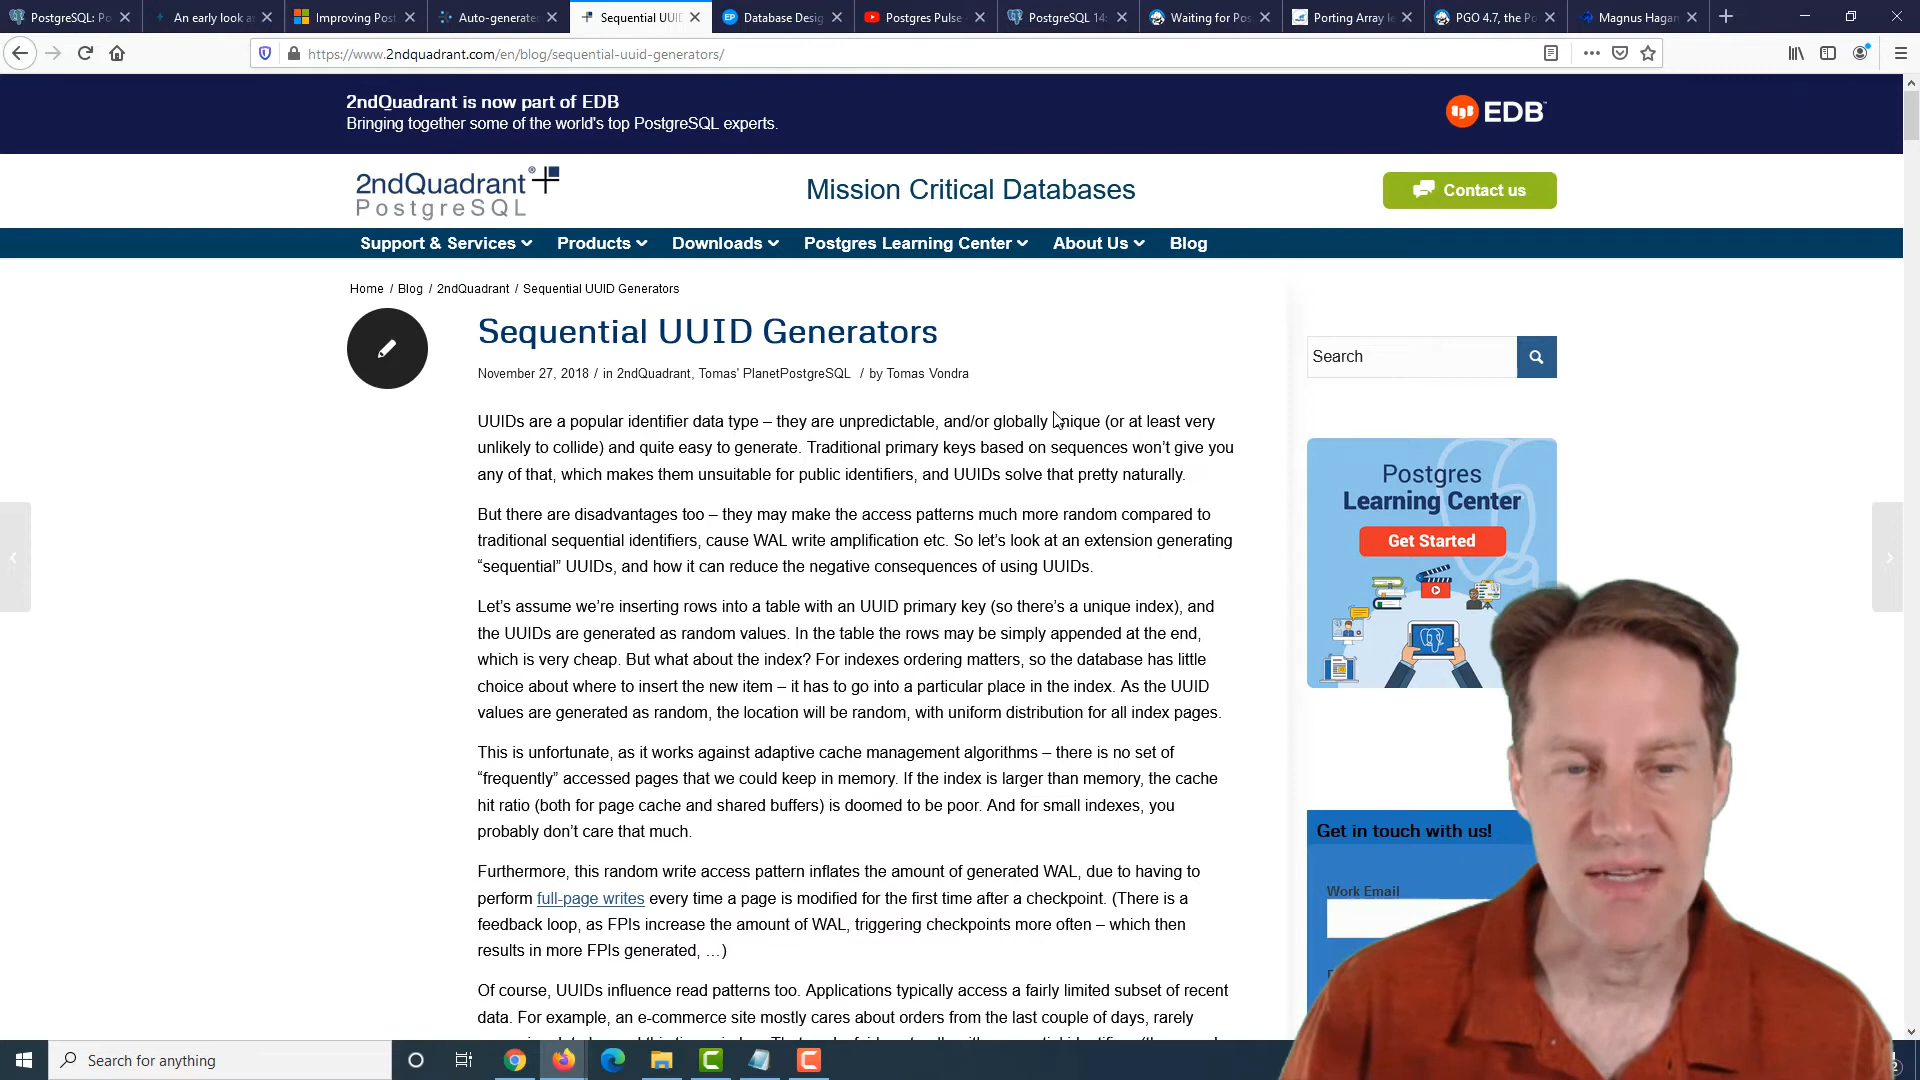 PostgreSQL: Po
An early look a
Improving Post
Auto-generated
Sequential UUID
Database Desig
Postgres Pulse
PostgreSQL 14:
Waiting for Pos
Porting Array le
PGO 4.7, the Po
Magnus Hagan
https://www.2ndquadrant.com/en/blog/sequential-uuid-generators/
2ndQuadrant is now part of EDB
Bringing together some of the world's top PostgreSQL experts.
EDB
2ndQuadrant®
PostgreSQL
Mission Critical Databases
Contact us
Support & Services
Products
Downloads
Postgres Learning Center
About Us
Blog
Home / Blog / 2ndQuadrant / Sequential UUID Generators
Sequential UUID Generators
November 27, 2018 / in 2ndQuadrant, Tomas' PlanetPostgreSQL / by Tomas Vondra
UUIDs are a popular identifier data type – they are unpredictable, and/or globally unique (or at least very
unlikely to collide) and quite easy to generate. Traditional primary keys based on sequences won't give you
any of that, which makes them unsuitable for public identifiers, and UUIDs solve that pretty naturally.
But there are disadvantages too – they may make the access patterns much more random compared to
traditional sequential identifiers, cause WAL write amplification etc. So let's look at an extension generating
“sequential” UUIDs, and how it can reduce the negative consequences of using UUIDs.
Let's assume we're inserting rows into a table with an UUID primary key (so there's a unique index), and
the UUIDs are generated as random values. In the table the rows may be simply appended at the end,
which is very cheap. But what about the index? For indexes ordering matters, so the database has little
choice about where to insert the new item – it has to go into a particular place in the index. As the UUID
values are generated as random, the location will be random, with uniform distribution for all index pages.
This is unfortunate, as it works against adaptive cache management algorithms – there is no set of
“frequently” accessed pages that we could keep in memory. If the index is larger than memory, the cache
hit ratio (both for page cache and shared buffers) is doomed to be poor. And for small indexes, you
probably don't care that much.
Furthermore, this random write access pattern inflates the amount of generated WAL, due to having to
perform full-page writes every time a page is modified for the first time after a checkpoint. (There is a
feedback loop, as FPIs increase the amount of WAL, triggering checkpoints more often – which then
results in more FPIs generated, …)
Of course, UUIDs influence read patterns too. Applications typically access a fairly limited subset of recent
data. For example, an e-commerce site mostly cares about orders from the last couple of days, rarely
Search
Postgres
Learning Center
Get Started
Get in touch with us!
Work Email
Search for anything